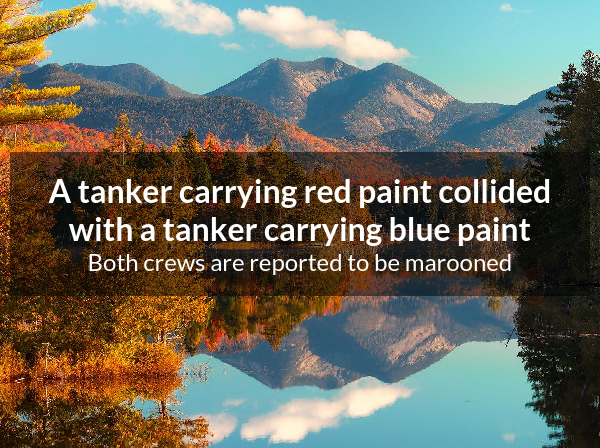 A tanker carrying red paint collided
with a tanker carrying blue paint
Both crews are reported to be marooned